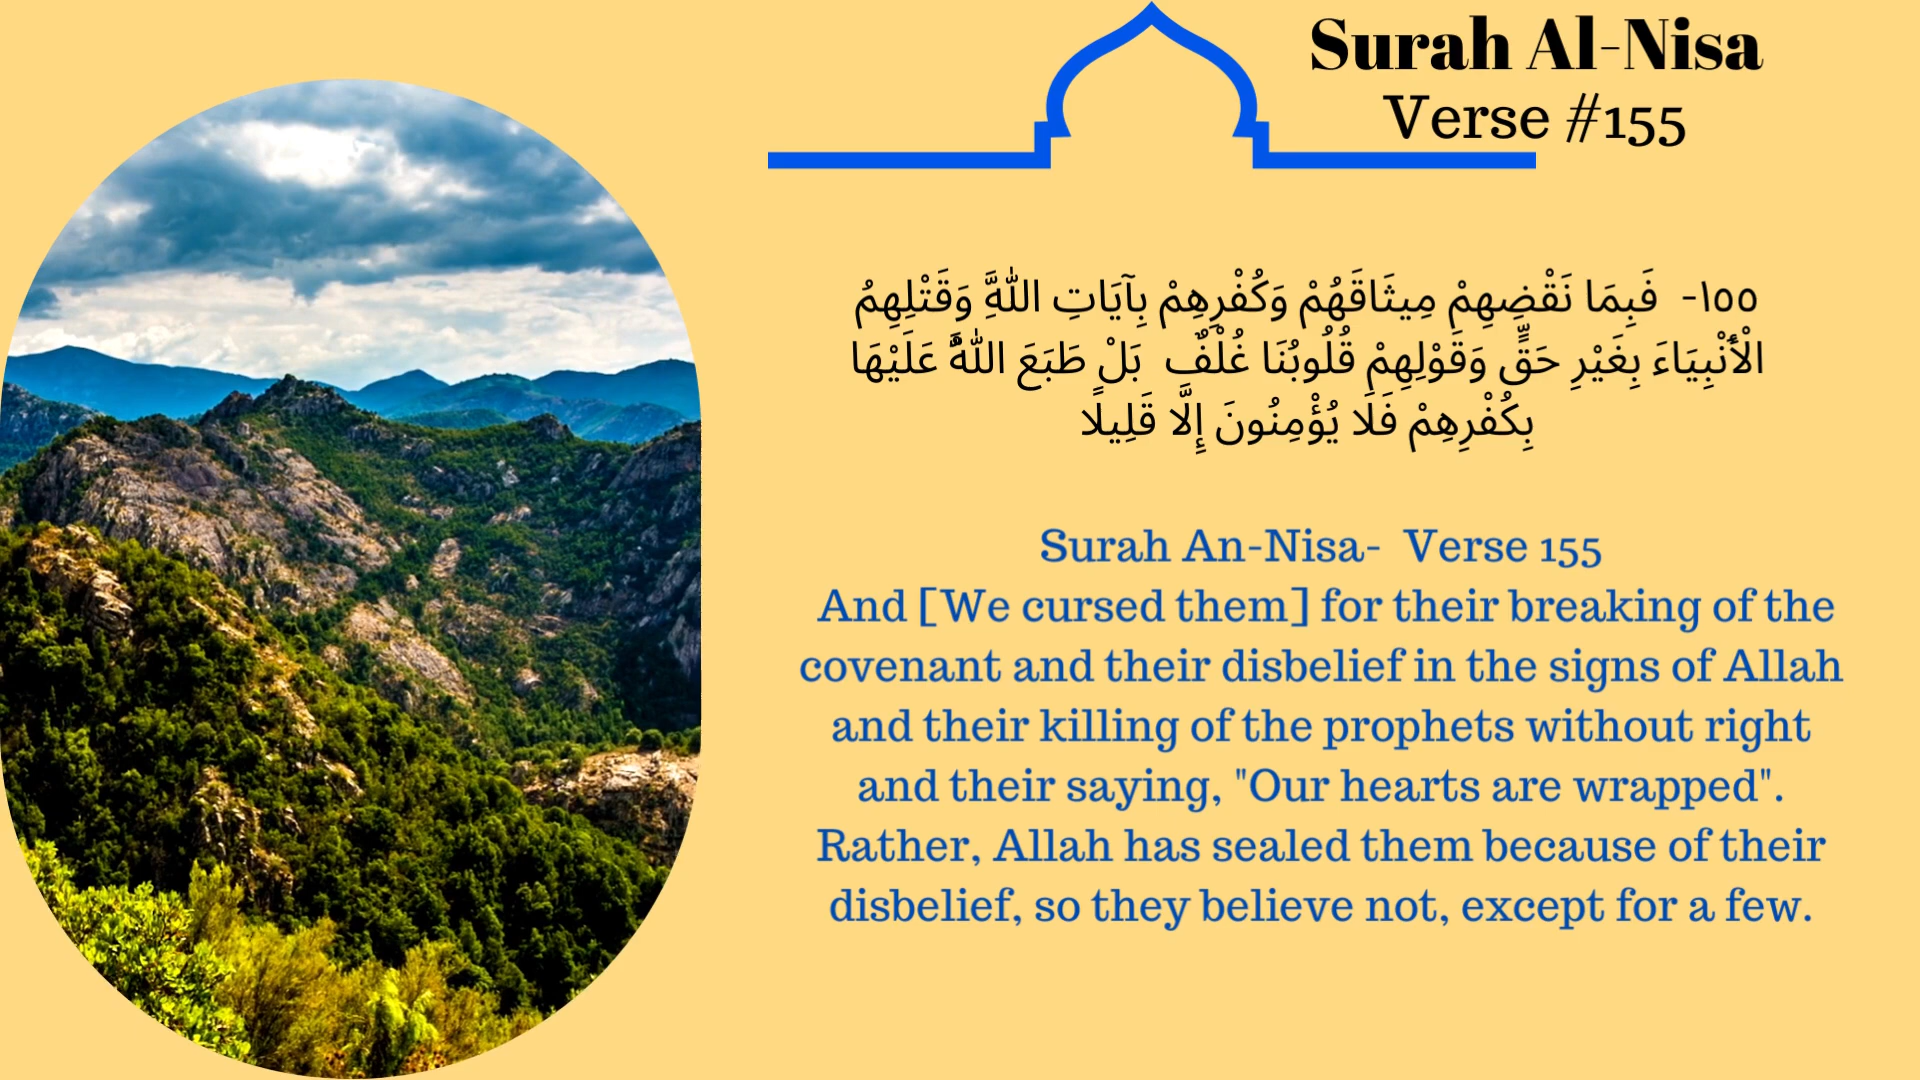 Surah Al-Nisa
Verse #155
١٥٥-  فَبِمَا نَقْضِهِمْ مِيثَاقَهُمْ وَكُفْرِهِمْ بِآيَاتِ اللَّهِ وَقَتْلِهِمُ
الْأَنْبِيَاءَ بِغَيْرِ حَقٍّ وَقَوْلِهِمْ قُلُوبُنَا غُلْفٌ  بَلْ طَبَعَ اللَّهُ عَلَيْهَا
بِكُفْرِهِمْ فَلَا يُؤْمِنُونَ إِلَّا قَلِيلًا
Surah An-Nisa-  Verse 155
And [We cursed them] for their breaking of the
covenant and their disbelief in the signs of Allah
and their killing of the prophets without right
and their saying, "Our hearts are wrapped".
Rather, Allah has sealed them because of their
disbelief, so they believe not, except for a few.